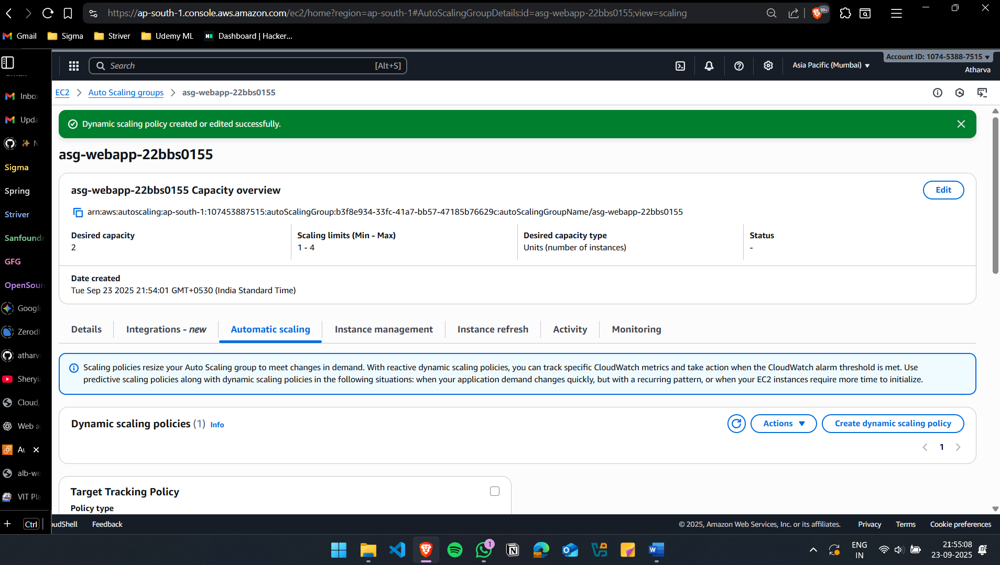 https://ap-south-1.console.aws.amazon.com/ec2/home?region=ap-south-1#AutoScalingGroupDetails:id=asg-webapp-22bbs0155;view=scaling
99+
Gmail
Sigma
Striver
Udemy ML
Dashboard | Hacker...
Search
[Alt+S]
Asia Pacific (Mumbai)
Account ID: 1074-5388-7515
Atharva
EC2
Auto Scaling groups
asg-webapp-22bbs0155
Dynamic scaling policy created or edited successfully.
asg-webapp-22bbs0155
asg-webapp-22bbs0155 Capacity overview
Edit
arn:aws:autoscaling:ap-south-1:107453887515:autoScalingGroup:b3f8e934-33fc-41a7-bb57-47185b76629c:autoScalingGroupName/asg-webapp-22bbs0155
Desired capacity
2
Scaling limits (Min - Max)
1 - 4
Desired capacity type
Units (number of instances)
Status
-
Date created
Tue Sep 23 2025 21:54:01 GMT+0530 (India Standard Time)
Details
Integrations - new
Automatic scaling
Instance management
Instance refresh
Activity
Monitoring
Scaling policies resize your Auto Scaling group to meet changes in demand. With reactive dynamic scaling policies, you can track specific CloudWatch metrics and take action when the CloudWatch alarm threshold is met. Use
predictive scaling policies along with dynamic scaling policies in the following situations: when your application demand changes quickly, but with a recurring pattern, or when your EC2 instances require more time to initialize.
Dynamic scaling policies (1) Info
Actions
Create dynamic scaling policy
1
Target Tracking Policy
Policy type
Inbox
Upda
N
Sigma
Spring
Striver
Sanfoundr
GFG
OpenSour
Google
Zerodh
atharva
Sheryia
Cloud,
Web a
Au
alb-we
VIT Pla
Ctrl
oudShell
Feedback
© 2025, Amazon Web Services, Inc. or its affiliates.
Privacy
Terms
Cookie preferences
1
ENG
IN
21:55:08
23-09-2025